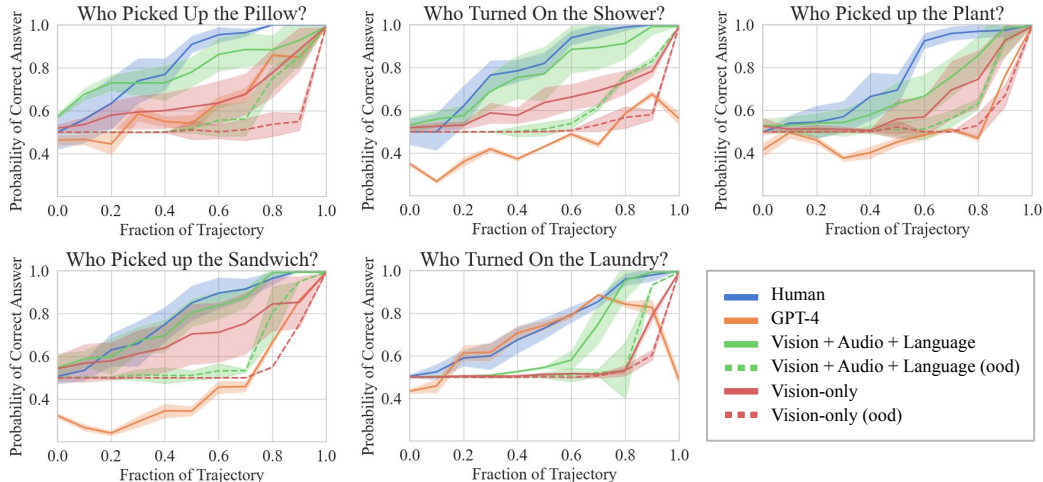 Who Picked Up the Pillow?
Probability of Correct Answer
1.0
0.8
0.6
0.4
0.0 0.2 0.4 0.6 0.8 1.0
Fraction of Trajectory
Who Turned On the Shower?
Probability of Correct Answer
1.0
0.8
0.6
0.4
0.0 0.2 0.4 0.6 0.8 1.0
Fraction of Trajectory
Who Picked up the Plant?
Probability of Correct Answer
1.0
0.8
0.6
0.4
0.0 0.2 0.4 0.6 0.8 1.0
Fraction of Trajectory
Who Picked up the Sandwich?
Probability of Correct Answer
1.0
0.8
0.6
0.4
0.0 0.2 0.4 0.6 0.8 1.0
Fraction of Trajectory
Who Turned On the Laundry?
Probability of Correct Answer
1.0
0.8
0.6
0.4
0.0 0.2 0.4 0.6 0.8 1.0
Fraction of Trajectory
Human
GPT-4
Vision + Audio + Language
Vision + Audio + Language (ood)
Vision-only
Vision-only (ood)